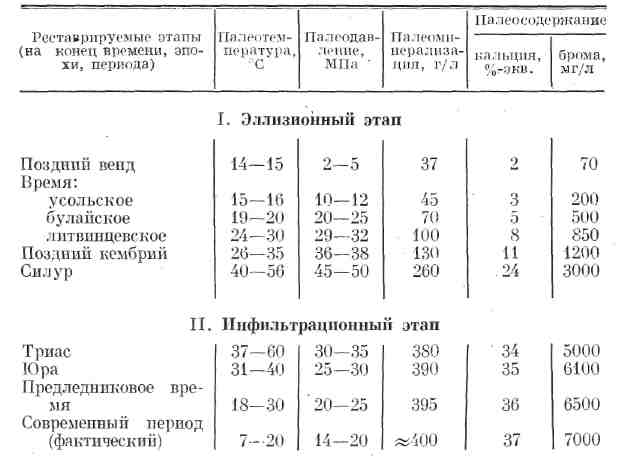 Реставрируемые этапы (на конец времени, эпохи, периода) | Палеотемпература, °C | Палеодавление, МПа | Палеоминерализация, г/л | Палеосодержание
кальция, %-экв. | брома, мг/л
I. Эллизионный этап
Поздний венд 14—15 2—5 37 2 70
Время:
усольское 15—16 10—12 45 3 200
булайское 19—20 20—25 70 5 500
литвинцевское 24—30 29—32 100 8 850
Поздний кембрий 26—35 36—38 130 11 1200
Силур 40—56 45—50 260 24 3000
II. Инфильтрационный этап
Триас 37—60 30—35 380 34 5000
Юра 31—40 25—30 390 35 6100
Предледниковое вре-
мя 18—30 20—25 395 36 6500
Современный период
(фактический) 7—20 14—20 ≈400 37 7000